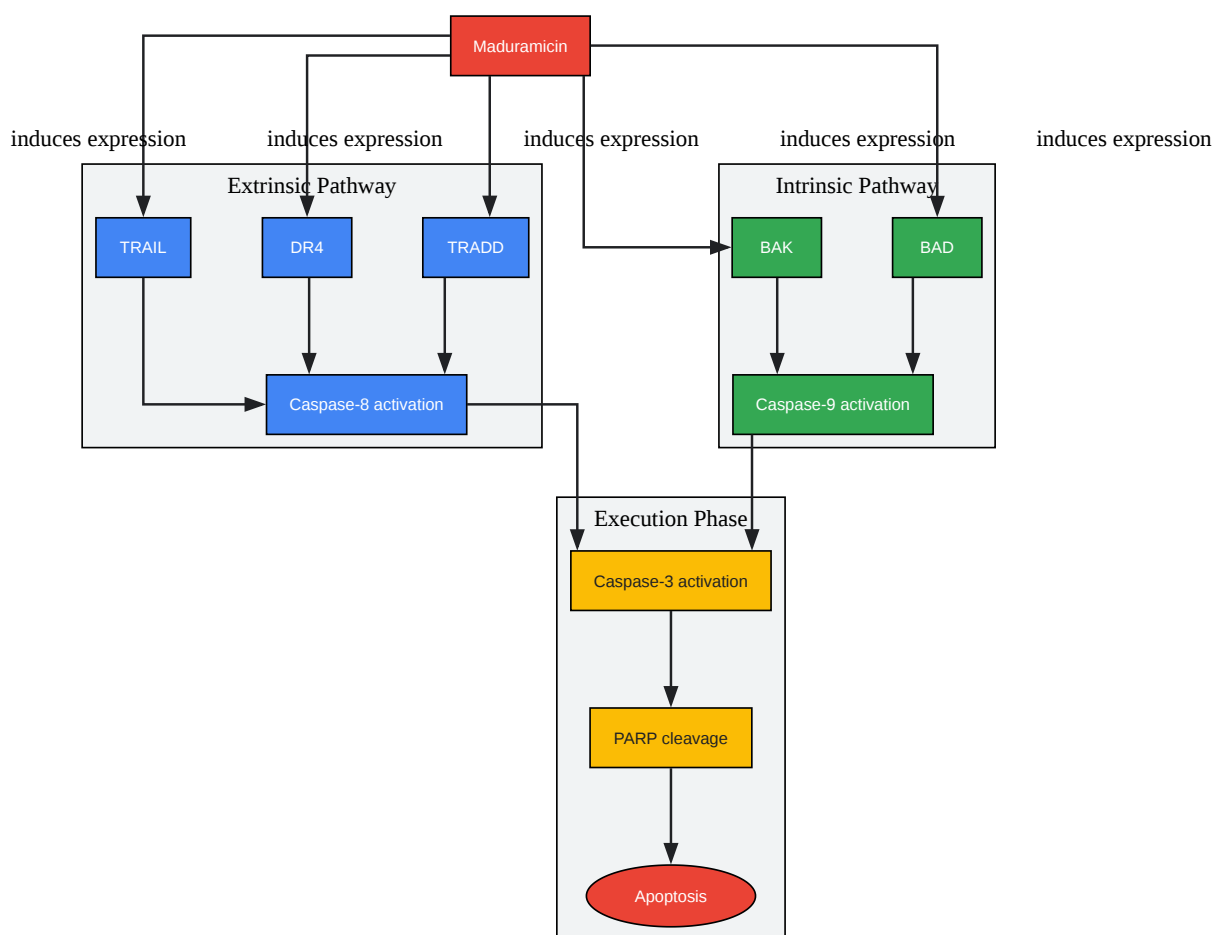 Maduramicin
induces expression
induces expression
induces expression
induces expression
induces expression
Extrinsic Pathway
Intrinsic Pathway
TRAIL
DR4
TRADD
BAK
BAD
Caspase-8 activation
Caspase-9 activation
Execution Phase
Caspase-3 activation
PARP cleavage
Apoptosis